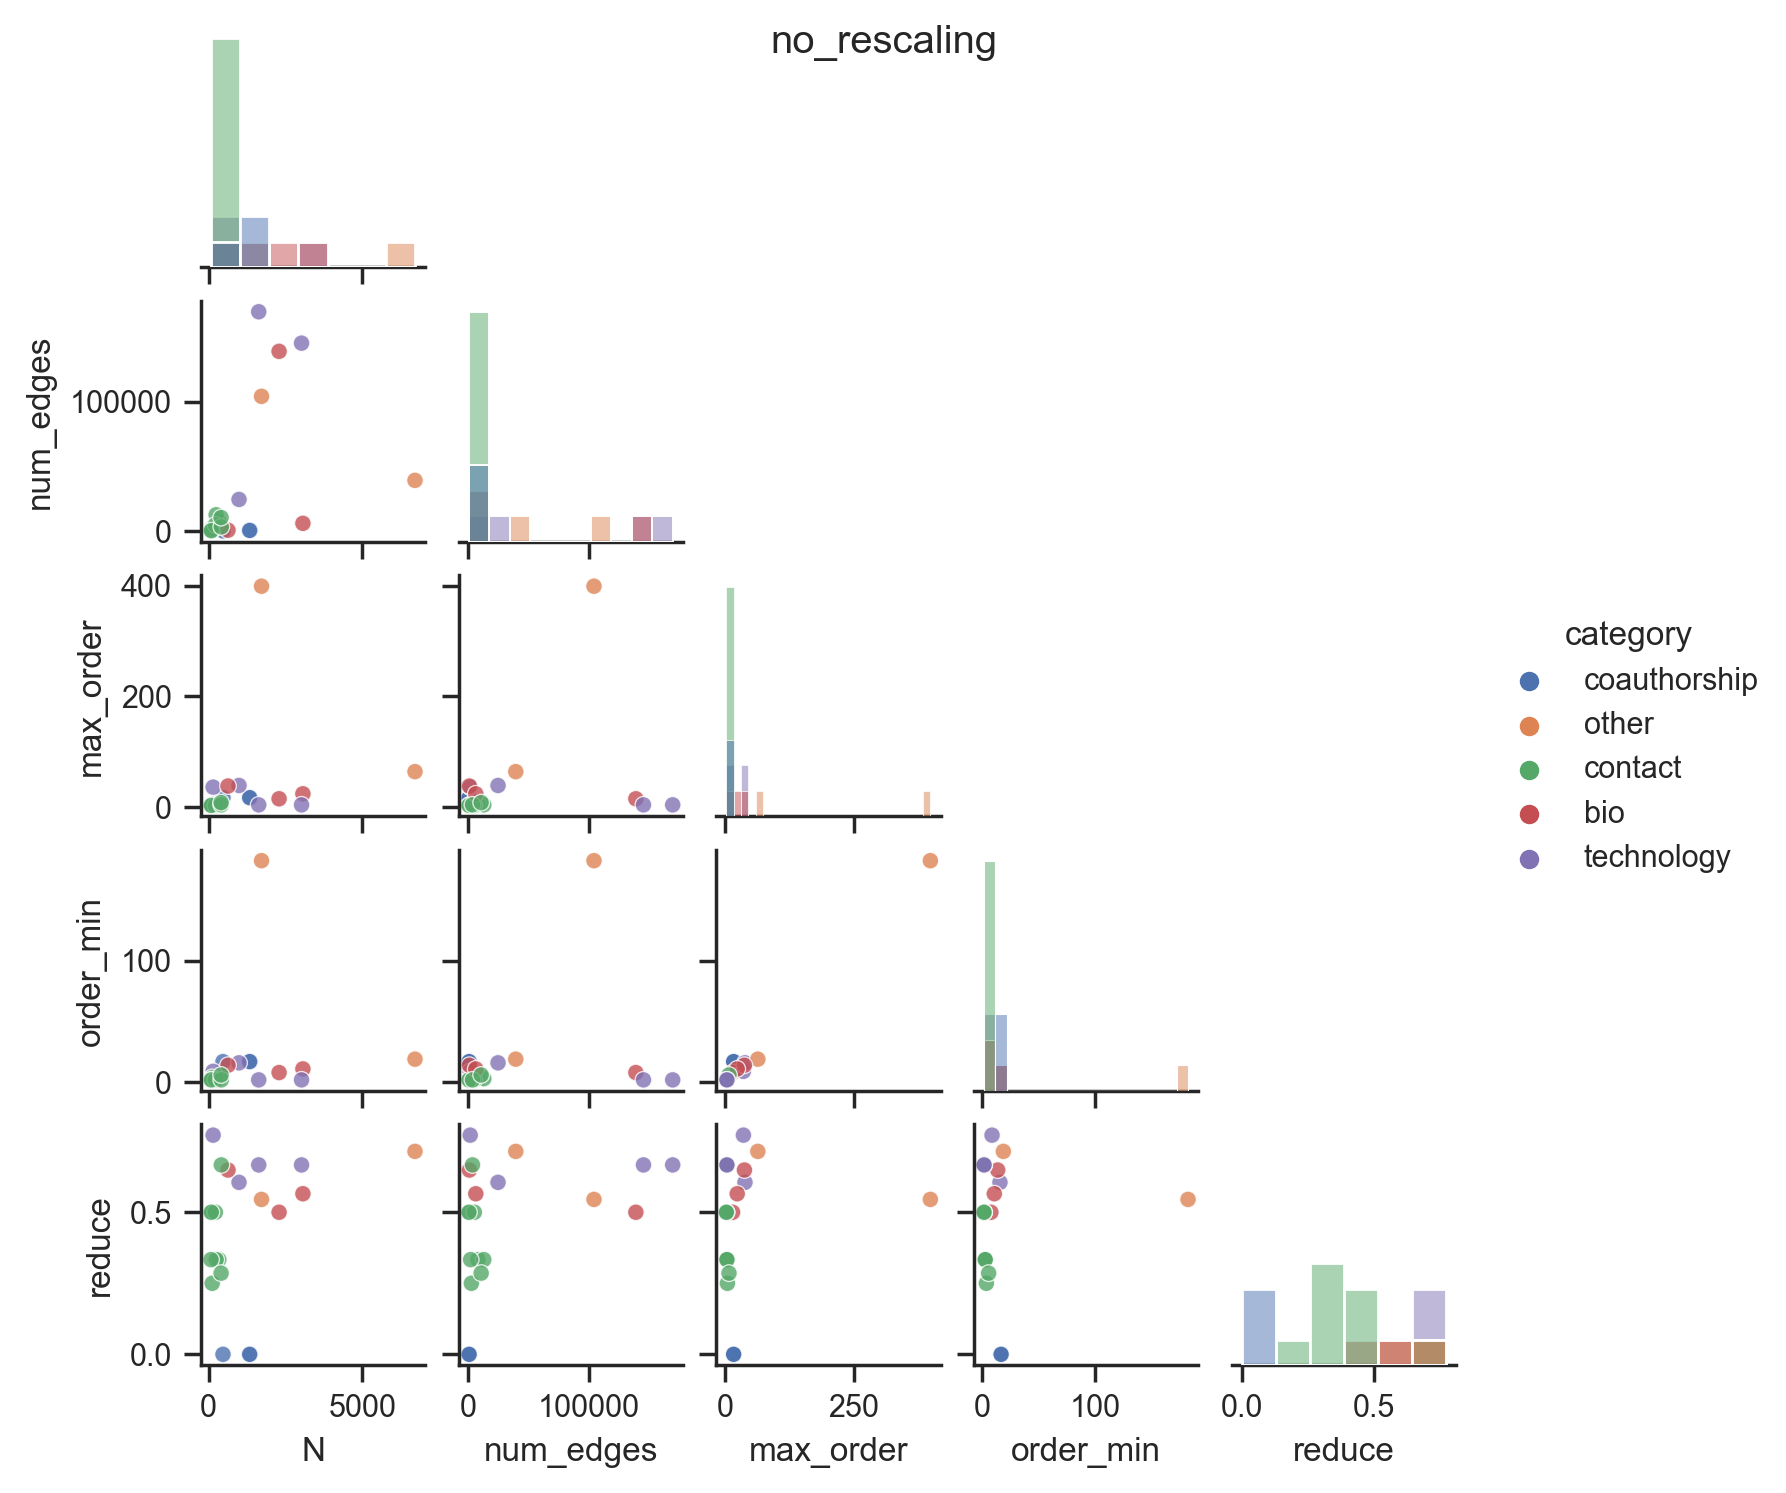 no_rescaling
num_edges
100000
0
max_order
400
200
0
order_min
100
0
reduce
0.5
0.0
0 5000
0 100000
0 250
0 100
0.0 0.5
N
num_edges
max_order
order_min
reduce
category
coauthorship
other
contact
bio
technology